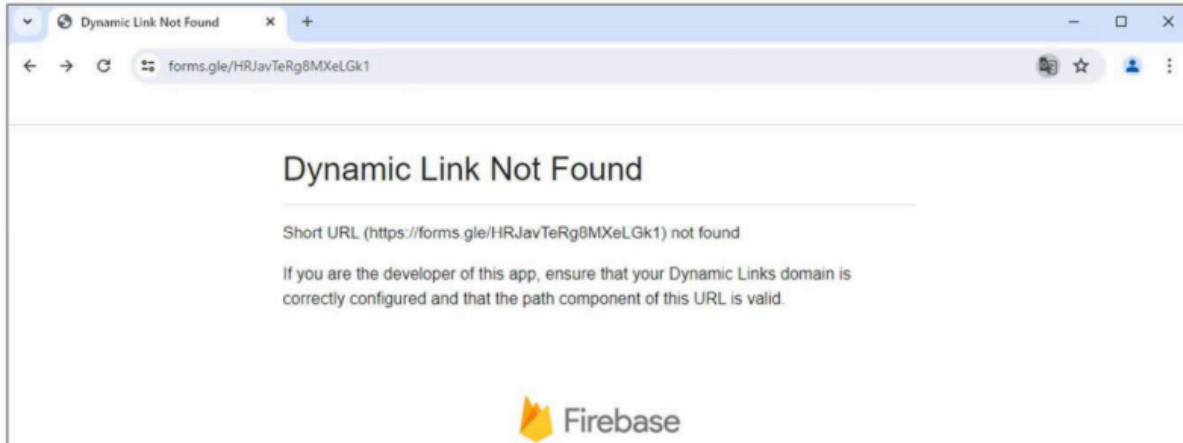 Dynamic Link Not Found
forms.gle/HRJavTeRg8MXeLGk1
Dynamic Link Not Found
Short URL (https://forms.gle/HRJavTeRg8MXeLGk1) not found
If you are the developer of this app, ensure that your Dynamic Links domain is
correctly configured and that the path component of this URL is valid.
Firebase